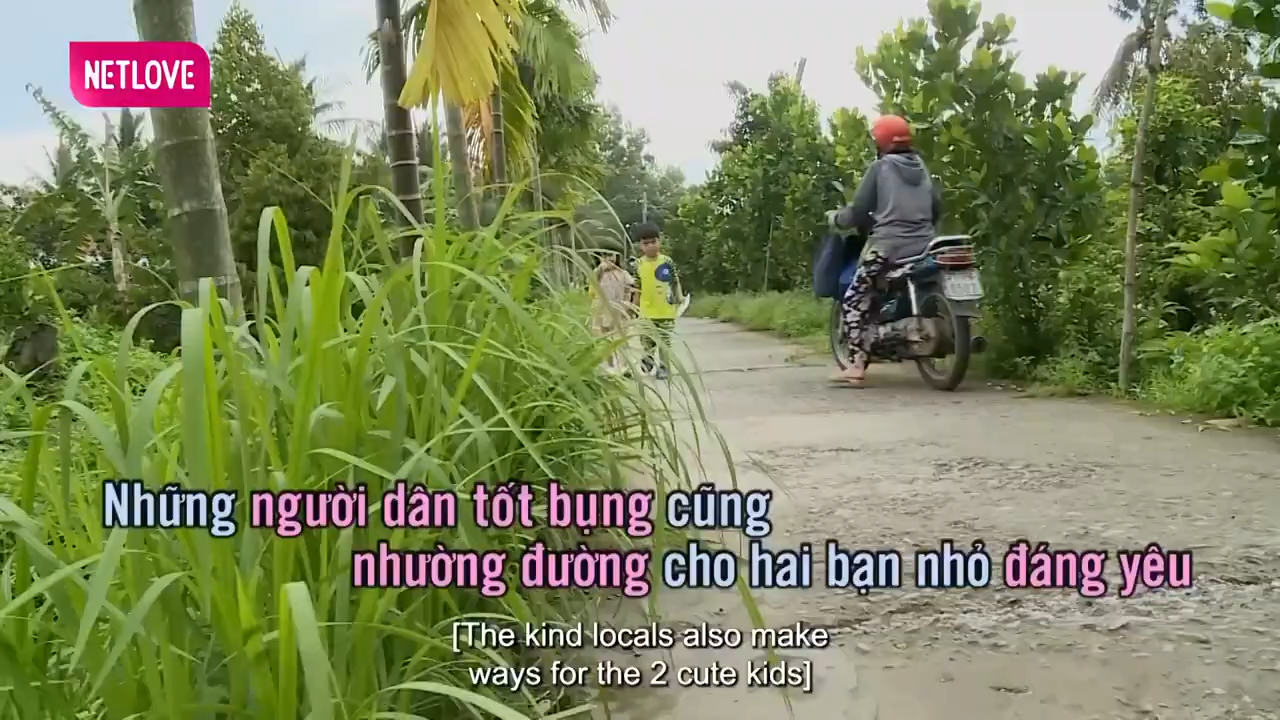 NETLOVE
Những người dân tốt bụng cũng
nhường đường cho hai bạn nhỏ đáng yêu
[The kind locals also make
ways for the 2 cute kids]